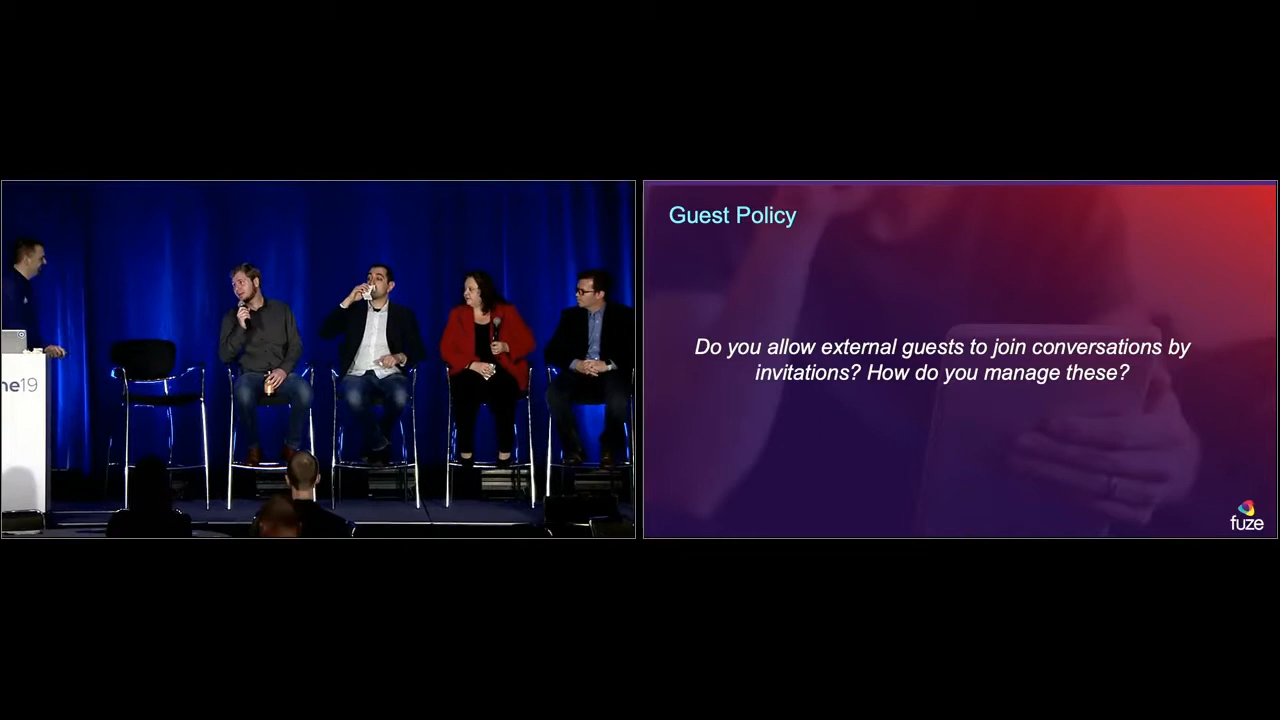 ne19
Guest Policy
Do you allow external guests to join conversations by
invitations? How do you manage these?
fuze